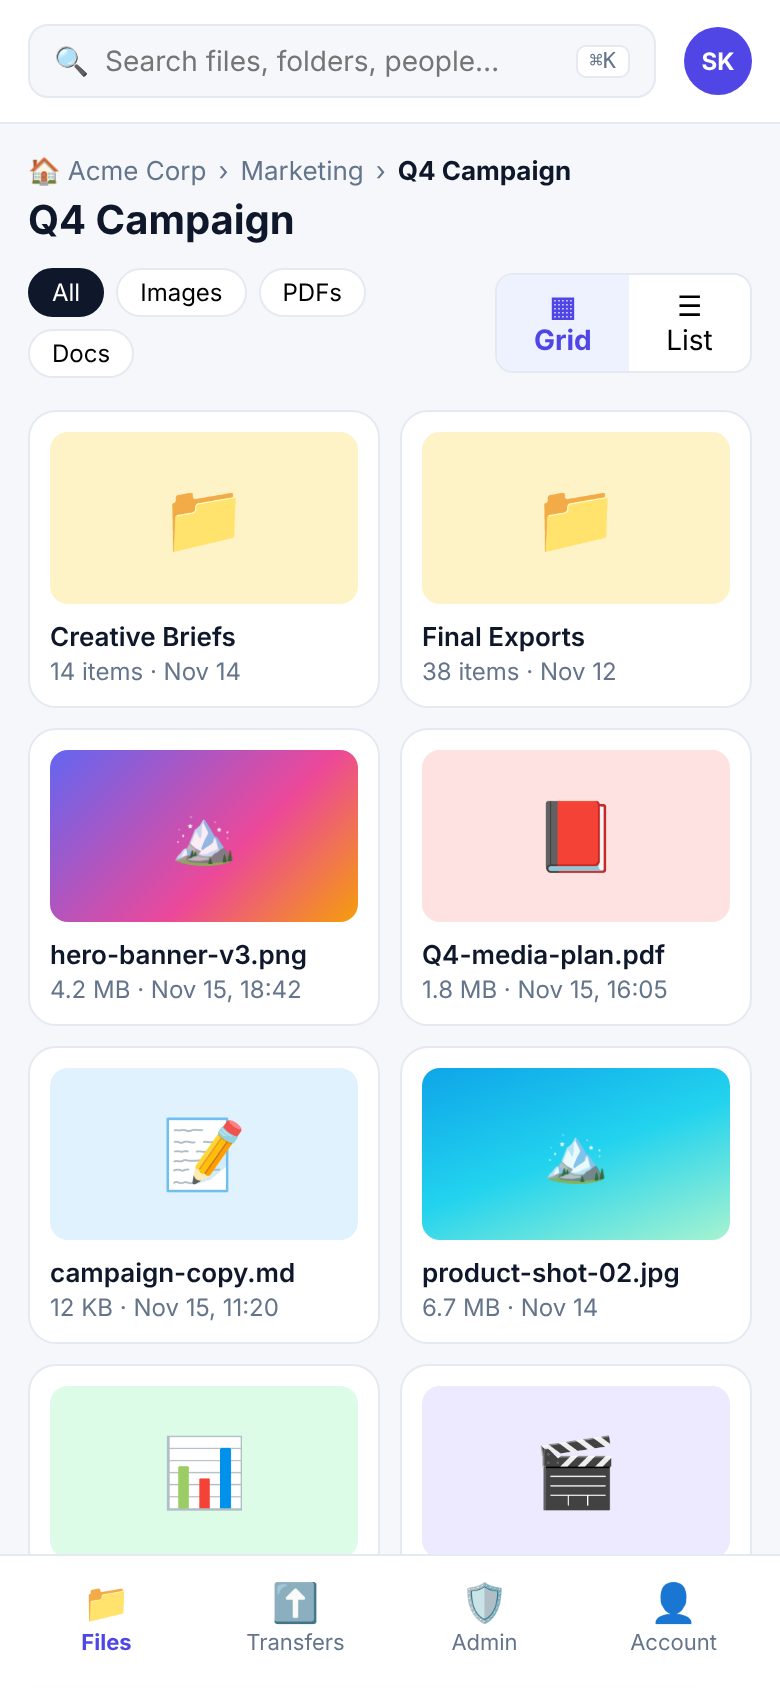 Search files, folders, people...
⌘K
SK
Acme Corp › Marketing › Q4 Campaign
Q4 Campaign
All
Images
PDFs
Docs
Grid
List
Creative Briefs
14 items · Nov 14
Final Exports
38 items · Nov 12
hero-banner-v3.png
4.2 MB · Nov 15, 18:42
Q4-media-plan.pdf
1.8 MB · Nov 15, 16:05
campaign-copy.md
12 KB · Nov 15, 11:20
product-shot-02.jpg
6.7 MB · Nov 14
Files
Transfers
Admin
Account